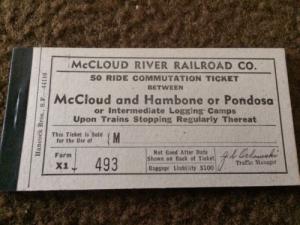 McCLOUD RIVER RAILROAD CO.
50 RIDE COMMUTATION TICKET
BETWEEN
McCloud and Hambone or Pondosa
or Intermediate Logging Camps
Upon Trains Stopping Regularly Thereat
This Ticket is Sold
for the Use of
M
Form
X1
493
Not Good After Date
Shown on Back of Ticket
Baggage Liability $100
Traffic Manager
Hancock Bros., S.F.